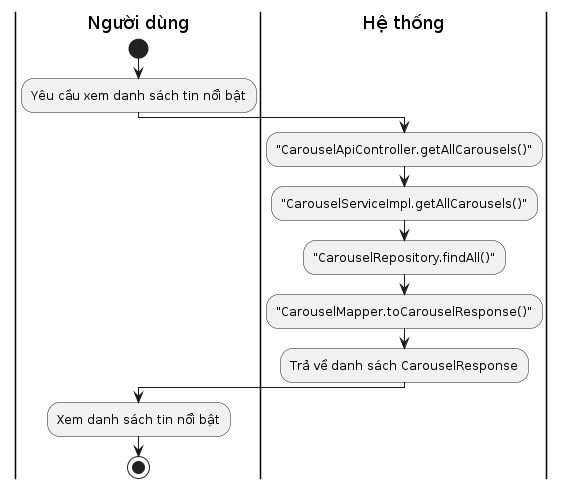 Người dùng
Hệ thống
Yêu cầu xem danh sách tin nổi bật
"CarouselApiController.getAllCarousels()"
"CarouselServiceImpl.getAllCarousels()"
"CarouselRepository.findAll()"
"CarouselMapper.toCarouselResponse()"
Trả về danh sách CarouselResponse
Xem danh sách tin nổi bật